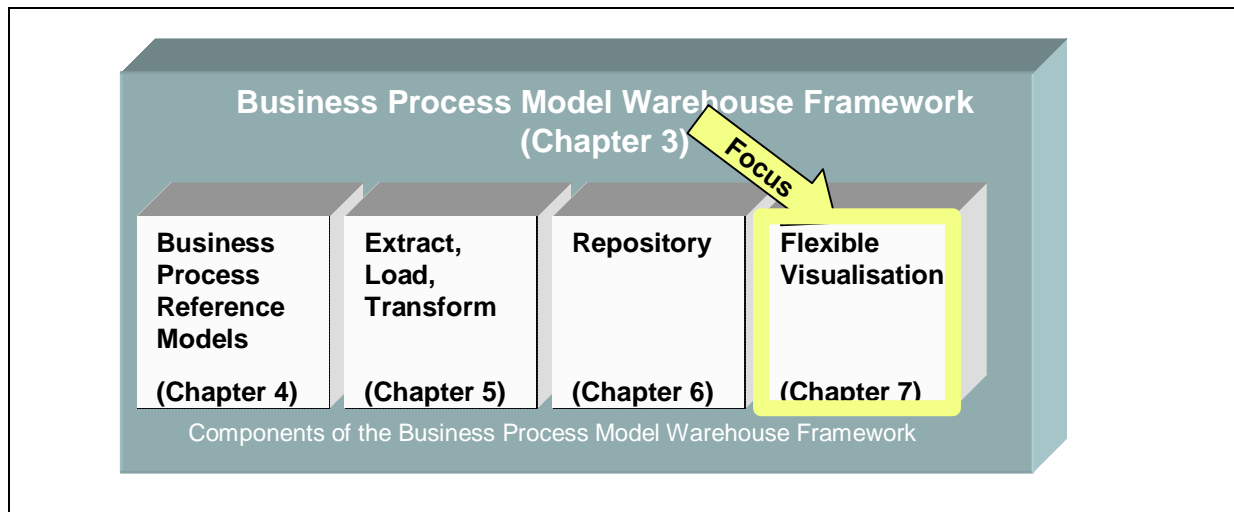 Business Process Model Warehouse Framework
(Chapter 3)
Focus
Business
Process
Reference
Models
(Chapter 4)
Extract,
Load,
Transform
(Chapter 5)
Repository
(Chapter 6)
Flexible
Visualisation
(Chapter 7)
Components of the Business Process Model Warehouse Framework